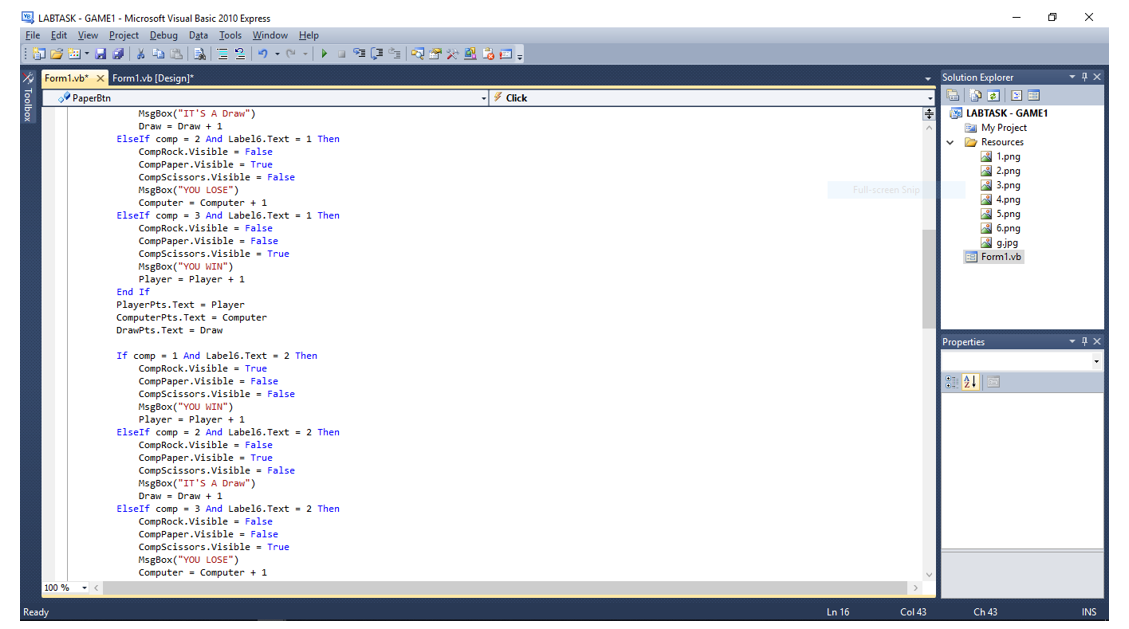 LABTASK - GAME1 - Microsoft Visual Basic 2010 Express
File Edit View Project Debug Data Tools Window Help
Toolbox
Form1.vb* Form1.vb [Design]*
PaperBtn Click
MsgBox("IT'S A Draw")
Draw = Draw + 1
ElseIf comp = 2 And Label6.Text = 1 Then
CompRock.Visible = False
CompPaper.Visible = True
CompScissors.Visible = False
MsgBox("YOU LOSE")
Computer = Computer + 1
ElseIf comp = 3 And Label6.Text = 1 Then
CompRock.Visible = False
CompPaper.Visible = False
CompScissors.Visible = True
MsgBox("YOU WIN")
Player = Player + 1
End If
PlayerPts.Text = Player
ComputerPts.Text = Computer
DrawPts.Text = Draw
If comp = 1 And Label6.Text = 2 Then
CompRock.Visible = True
CompPaper.Visible = False
CompScissors.Visible = False
MsgBox("YOU WIN")
Player = Player + 1
ElseIf comp = 2 And Label6.Text = 2 Then
CompRock.Visible = False
CompPaper.Visible = True
CompScissors.Visible = False
MsgBox("IT'S A Draw")
Draw = Draw + 1
ElseIf comp = 3 And Label6.Text = 2 Then
CompRock.Visible = False
CompPaper.Visible = False
CompScissors.Visible = True
MsgBox("YOU LOSE")
Computer = Computer + 1
100 %
Full-screen Snip
Solution Explorer
LABTASK - GAME1
My Project
Resources
1.png
2.png
3.png
4.png
5.png
6.png
g.jpg
Form1.vb
Properties
Ready Ln 16 Col 43 Ch 43 INS